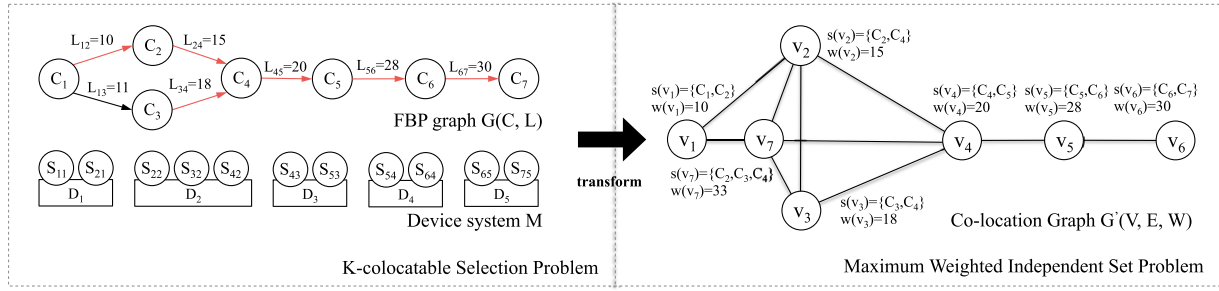 L₁₂=10
C₂
L₂₄=15
C₁
L₁₃=11
C₃
L₃₄=18
C₄
L₄₅=20
C₅
L₅₆=28
C₆
L₆₇=30
C₇
FBP graph G(C, L)
S₁₁ S₂₁
D₁
S₂₂ S₃₂ S₄₂
D₂
S₄₃ S₅₃
D₃
S₅₄ S₆₄
D₄
S₆₅ S₇₅
D₅
Device system M
K-colocatable Selection Problem
transform
s(v₂)={C₂,C₄}
w(v₂)=15
v₂
s(v₁)={C₁,C₂}
w(v₁)=10
v₁
v₇
s(v₇)={C₂,C₃,C₄}
w(v₇)=33
v₃
s(v₃)={C₃,C₄}
w(v₃)=18
s(v₄)={C₄,C₅}
w(v₄)=20
v₄
s(v₅)={C₅,C₆}
w(v₅)=28
v₅
s(v₆)={C₆,C₇}
w(v₆)=30
v₆
Co-location Graph G'(V, E, W)
Maximum Weighted Independent Set Problem